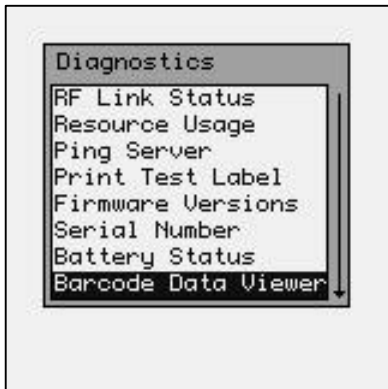 Diagnostics
RF Link Status
Resource Usage
Ping Server
Print Test Label
Firmware Versions
Serial Number
Battery Status
Barcode Data Viewer